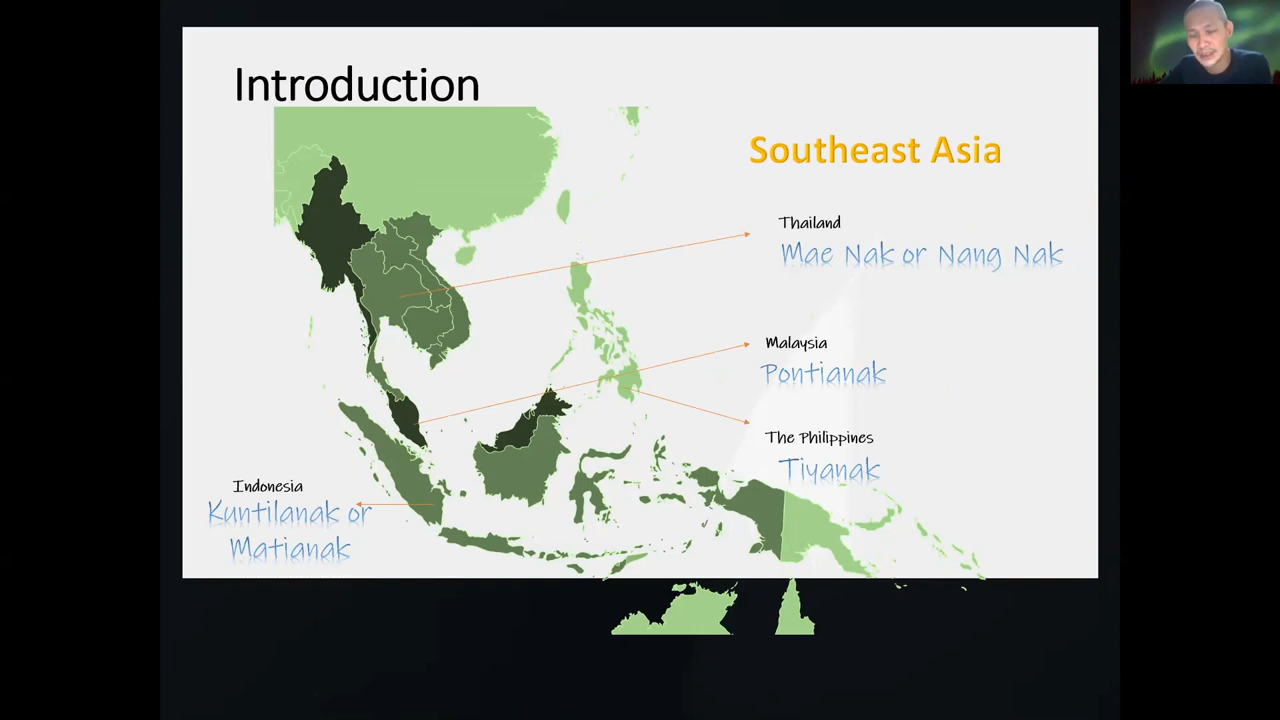 Introduction
Southeast Asia
Thailand
Mae Nak or Nang Nak
Malaysia
Pontianak
The Philippines
Tiyanak
Indonesia
Kuntilanak or
Matianak